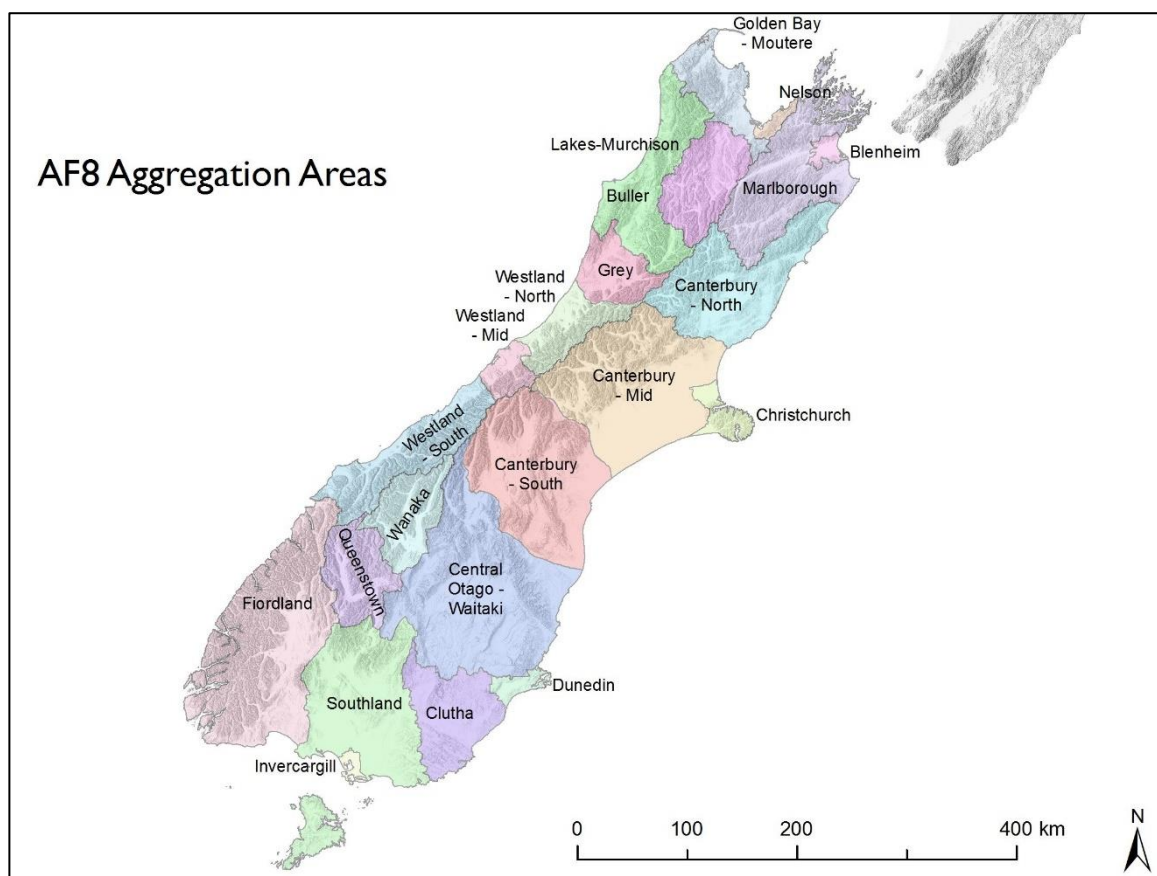 Golden Bay
- Moutere
Nelson
Lakes-Murchison
Blenheim
AF8 Aggregation Areas
Marlborough
Buller
Grey
Westland
- North
Canterbury
- North
Westland
- Mid
Canterbury
- Mid
Christchurch
Westland
- South
Canterbury
- South
Wanaka
Queenstown
Central
Otago -
Waitaki
Fiordland
Dunedin
Southland
Clutha
Invercargill
N
0 100 200 400 km